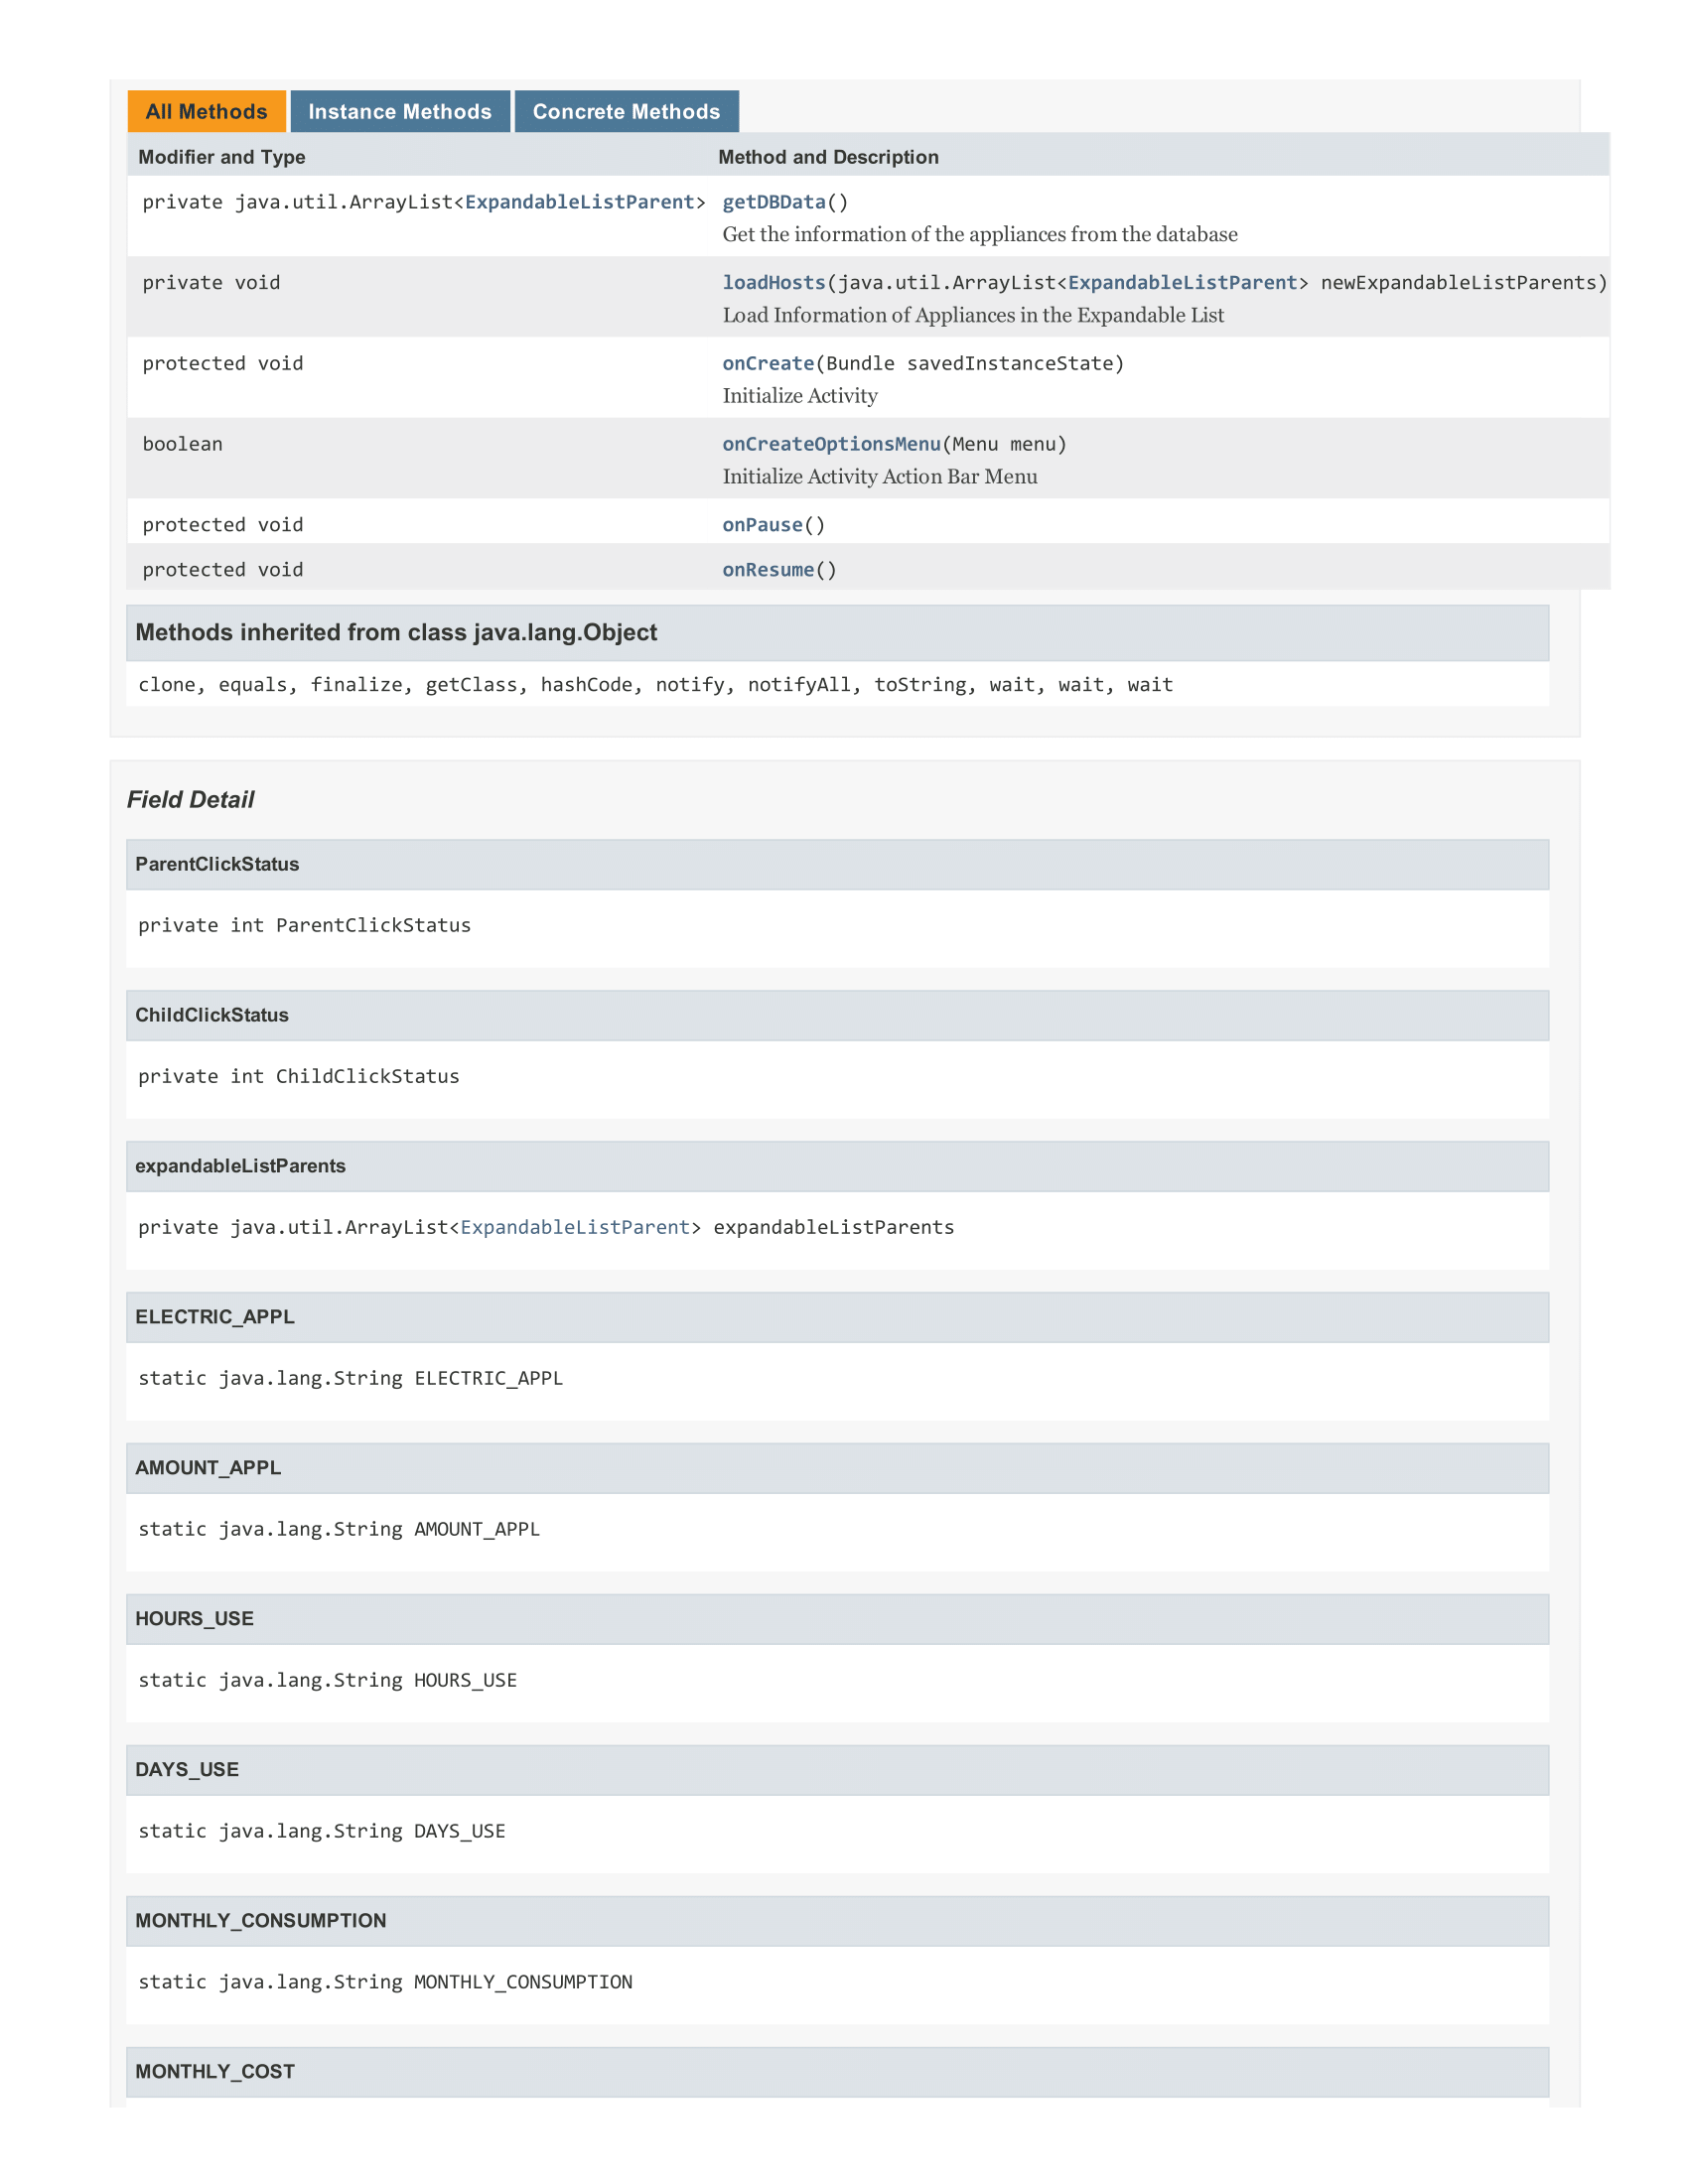 All Methods Instance Methods Concrete Methods
Modifier and Type Method and Description
private java.util.ArrayList<ExpandableListParent> getDBData()
Get the information of the appliances from the database
private void loadHosts(java.util.ArrayList<ExpandableListParent> newExpandableListParents)
Load Information of Appliances in the Expandable List
protected void onCreate(Bundle savedInstanceState)
Initialize Activity
boolean onCreateOptionsMenu(Menu menu)
Initialize Activity Action Bar Menu
protected void onPause()
protected void onResume()
Methods inherited from class java.lang.Object
clone, equals, finalize, getClass, hashCode, notify, notifyAll, toString, wait, wait, wait
Field Detail
ParentClickStatus
private int ParentClickStatus
ChildClickStatus
private int ChildClickStatus
expandableListParents
private java.util.ArrayList<ExpandableListParent> expandableListParents
ELECTRIC_APPL
static java.lang.String ELECTRIC_APPL
AMOUNT_APPL
static java.lang.String AMOUNT_APPL
HOURS_USE
static java.lang.String HOURS_USE
DAYS_USE
static java.lang.String DAYS_USE
MONTHLY_CONSUMPTION
static java.lang.String MONTHLY_CONSUMPTION
MONTHLY_COST